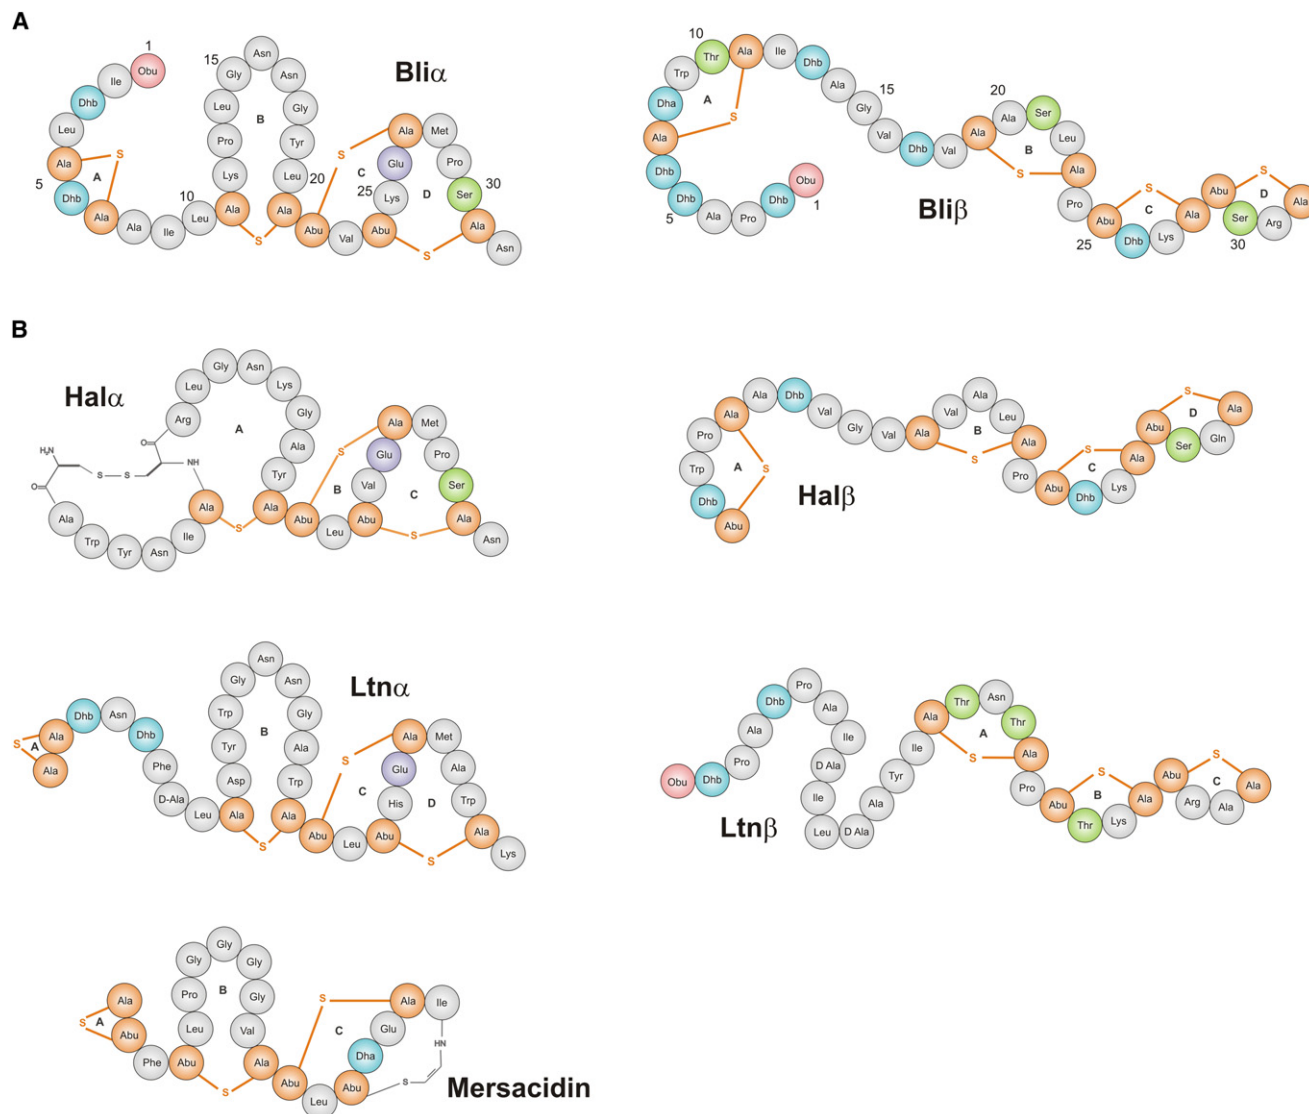 A
Bliα
1
Obu
Ile
Dhb
Leu
Ala
5
Dhb
A
S
Ala
Ala
Ile
10
Leu
Ala
Lys
Pro
Leu
15
Gly
Asn
Asn
Gly
Tyr
Leu
20
B
S
Ala
Abu
Val
Abu
25
Lys
Glu
C
S
Ala
Met
Pro
30
Ser
D
S
Ala
Asn
Bliβ
Obu
1
Dhb
Pro
Ala
5
Dhb
Dhb
Ala
Dha
Trp
10
Thr
Ala
A
S
Ile
Dhb
Ala
Gly
15
Val
Dhb
Val
Ala
20
Ala
Ser
Leu
B
S
Ala
Pro
25
Abu
Dhb
Lys
C
S
Ala
Abu
Ser
30
Arg
D
S
Ala
B
Halα
H₂N
O
S
S
O
NH
Ala
Trp
Tyr
Asn
Ile
Ala
Arg
Leu
Gly
Asn
Lys
Gly
Ala
Tyr
A
S
Ala
Abu
Leu
Abu
Val
Glu
B
S
Ala
Met
Pro
Ser
C
S
Ala
Asn
Halβ
Abu
Dhb
Trp
Pro
Ala
A
S
Ala
Dhb
Val
Gly
Val
Ala
Val
Ala
Leu
B
S
Ala
Pro
Abu
Dhb
Lys
C
S
Ala
Abu
Ser
Gln
D
S
Ala
Ltnα
S
A
Ala
Ala
Dhb
Asn
Dhb
Phe
D-Ala
Leu
Ala
Asp
Tyr
Trp
Gly
Asn
Asn
Gly
Ala
Trp
B
S
Ala
Abu
Leu
Abu
His
Glu
C
S
Ala
Met
Ala
Trp
D
S
Ala
Lys
Ltnβ
Obu
Dhb
Pro
Ala
Dhb
Pro
Ala
Ile
D Ala
Ile
Leu
D Ala
Ala
Tyr
Ile
Ala
Thr
Asn
Thr
A
S
Ala
Pro
Abu
Thr
Lys
B
S
Ala
Abu
Arg
Ala
C
S
Ala
Mersacidin
S
A
Ala
Abu
Phe
Abu
Leu
Pro
Gly
Gly
Gly
Gly
Val
B
S
Ala
Abu
Leu
Abu
Dha
Glu
C
S
Ala
Ile
HN
S